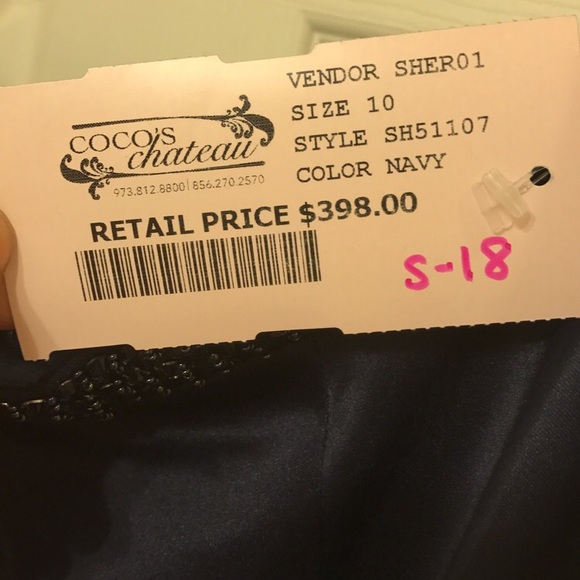 COCO'S
chateau
973.812.8800 | 856.270.2570
VENDOR SHER01
SIZE 10
STYLE SH51107
COLOR NAVY
RETAIL PRICE $398.00
S-18